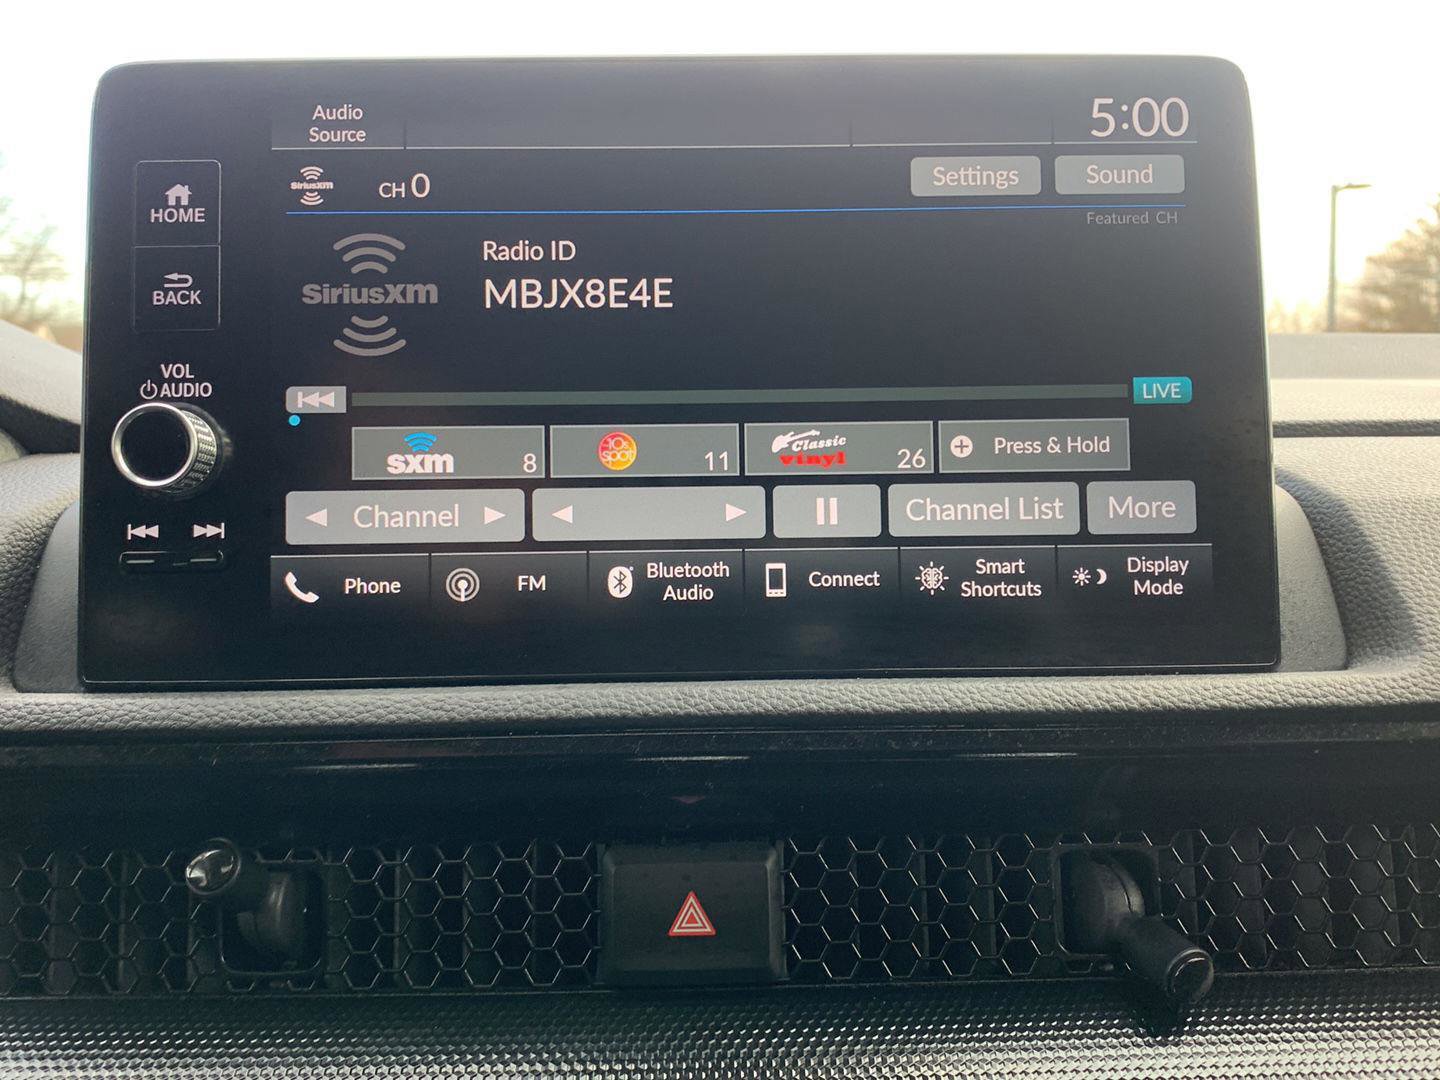 Audio
Source
5:00
SiriusXM
CH 0
Settings
Sound
Featured CH
HOME
BACK
SiriusXM
Radio ID
MBJX8E4E
VOL
AUDIO
LIVE
sxm 8
10s spot 11
Classic vinyl 26
Press & Hold
Channel
Channel List
More
Phone
FM
Bluetooth
Audio
Connect
Smart
Shortcuts
Display
Mode